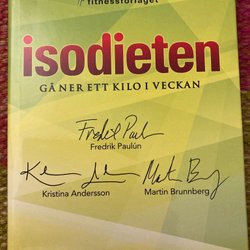 fitnessförlaget
isodieten
GÅ NER ETT KILO I VECKAN
Fredrik Paulún
Kristina Andersson
Martin Brunnberg